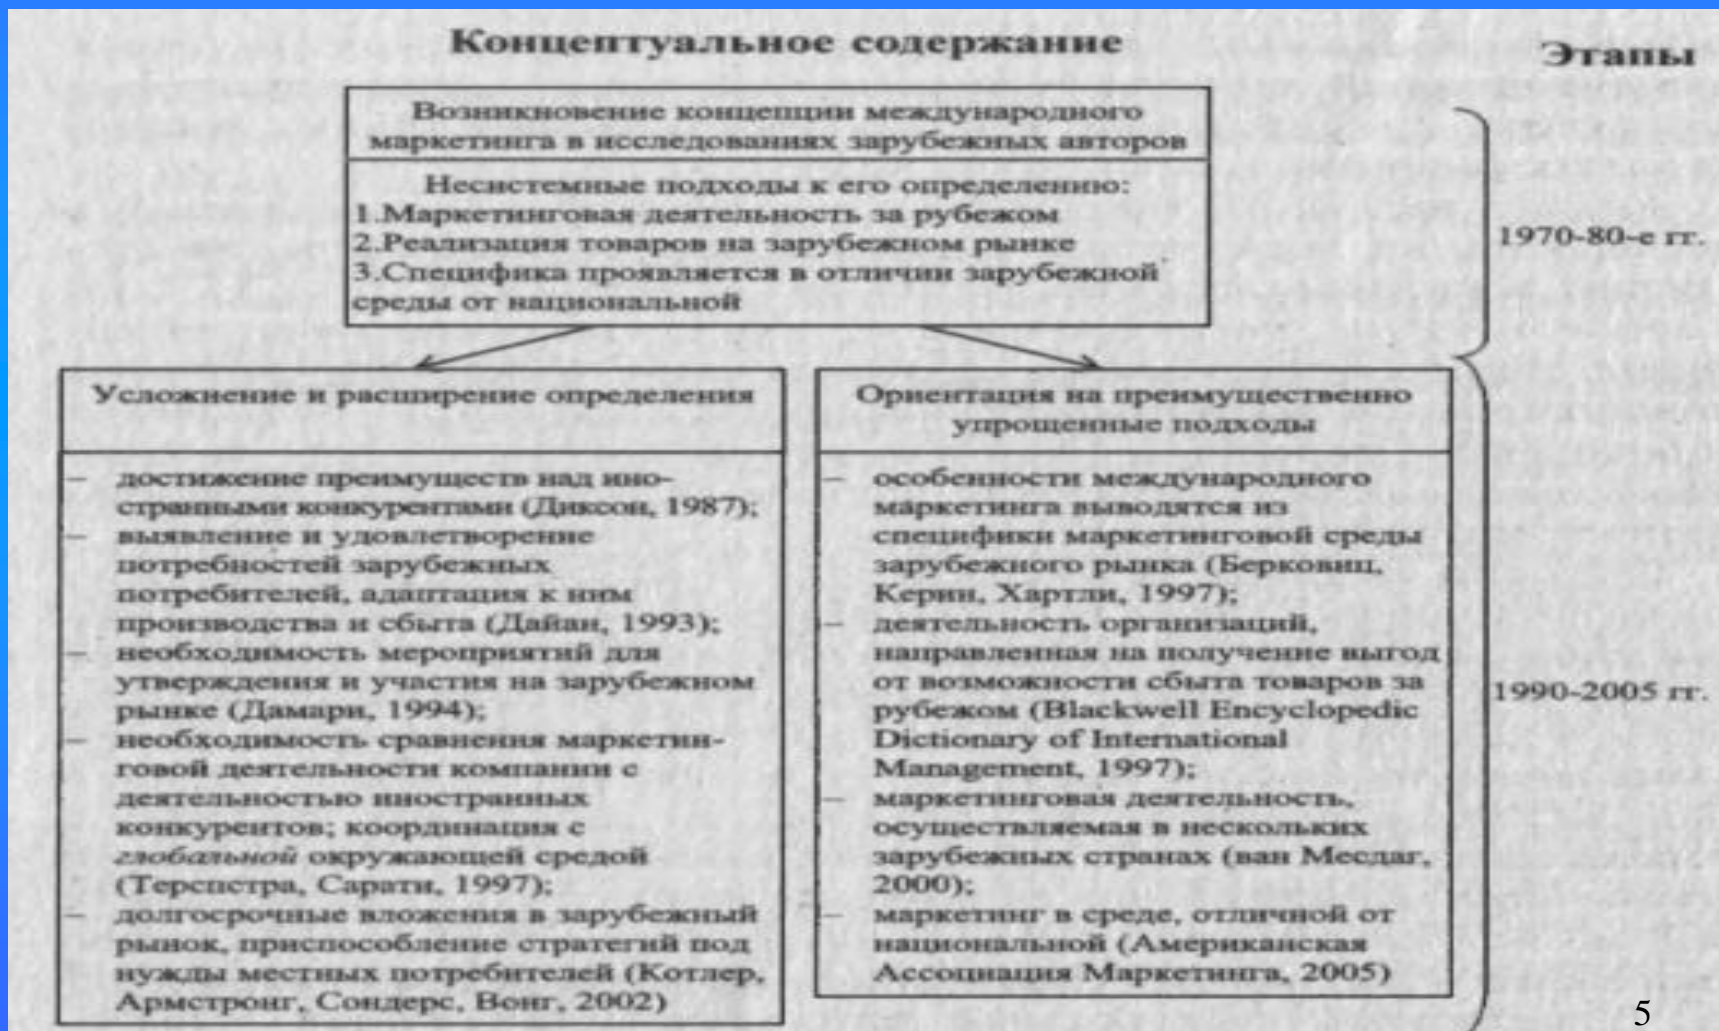 Концептуальное содержание
Этапы
Возникновение концепции международного
маркетинга в исследованиях зарубежных авторов
Несистемные подходы к его определению:
1.Маркетинговая деятельность за рубежом
2.Реализация товаров на зарубежном рынке
3.Специфика проявляется в отличии зарубежной
среды от национальной
1970-80-е гг.
Усложнение и расширение определения
– достижение преимуществ над ино-
странными конкурентами (Диксон, 1987);
– выявление и удовлетворение
потребностей зарубежных
потребителей, адаптация к ним
производства и сбыта (Дайан, 1993);
– необходимость мероприятий для
утверждения и участия на зарубежном
рынке (Дамари, 1994);
– необходимость сравнения маркетин-
говой деятельности компании с
деятельностью иностранных
конкурентов; координация с
глобальной окружающей средой
(Терпстра, Сарати, 1997);
– долгосрочные вложения в зарубежный
рынок, приспособление стратегий под
нужды местных потребителей (Котлер,
Армстронг, Сондерс, Вонг, 2002)
Ориентация на преимущественно
упрощенные подходы
– особенности международного
маркетинга выводятся из
специфики маркетинговой среды
зарубежного рынка (Берковиц,
Керин, Хартли, 1997);
– деятельность организаций,
направленная на получение выгод
от возможности сбыта товаров за
рубежом (Blackwell Encyclopedic
Dictionary of International
Management, 1997);
– маркетинговая деятельность,
осуществляемая в нескольких
зарубежных странах (ван Месдаг,
2000);
– маркетинг в среде, отличной от
национальной (Американская
Ассоциация Маркетинга, 2005)
1990-2005 гг.
5